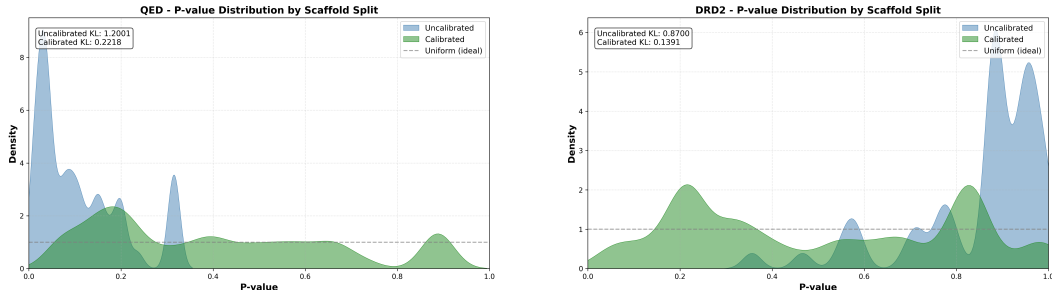 QED - P-value Distribution by Scaffold Split
Uncalibrated KL: 1.2001
Calibrated KL: 0.2218
Uncalibrated
Calibrated
Uniform (ideal)
Density
8
6
4
2
0
0.0 0.2 0.4 0.6 0.8 1.0
P-value
DRD2 - P-value Distribution by Scaffold Split
Uncalibrated KL: 0.8700
Calibrated KL: 0.1391
Uncalibrated
Calibrated
Uniform (ideal)
Density
6
5
4
3
2
1
0
0.0 0.2 0.4 0.6 0.8 1.0
P-value